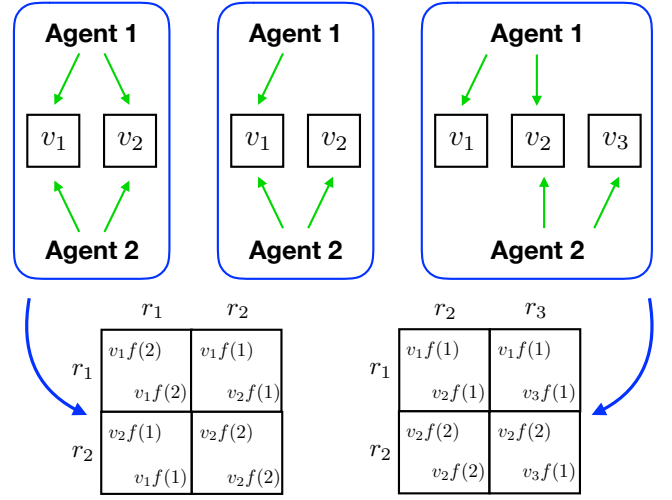 Agent 1
v₁ v₂
Agent 2
Agent 1
v₁ v₂
Agent 2
Agent 1
v₁ v₂ v₃
Agent 2
r₁ r₂
r₁
v₁f(2) v₁f(1)
v₁f(2) v₂f(1)
r₂
v₂f(1) v₂f(2)
v₁f(1) v₂f(2)
r₂ r₃
r₁
v₁f(1) v₁f(1)
v₂f(1) v₃f(1)
r₂
v₂f(2) v₂f(2)
v₂f(2) v₃f(1)